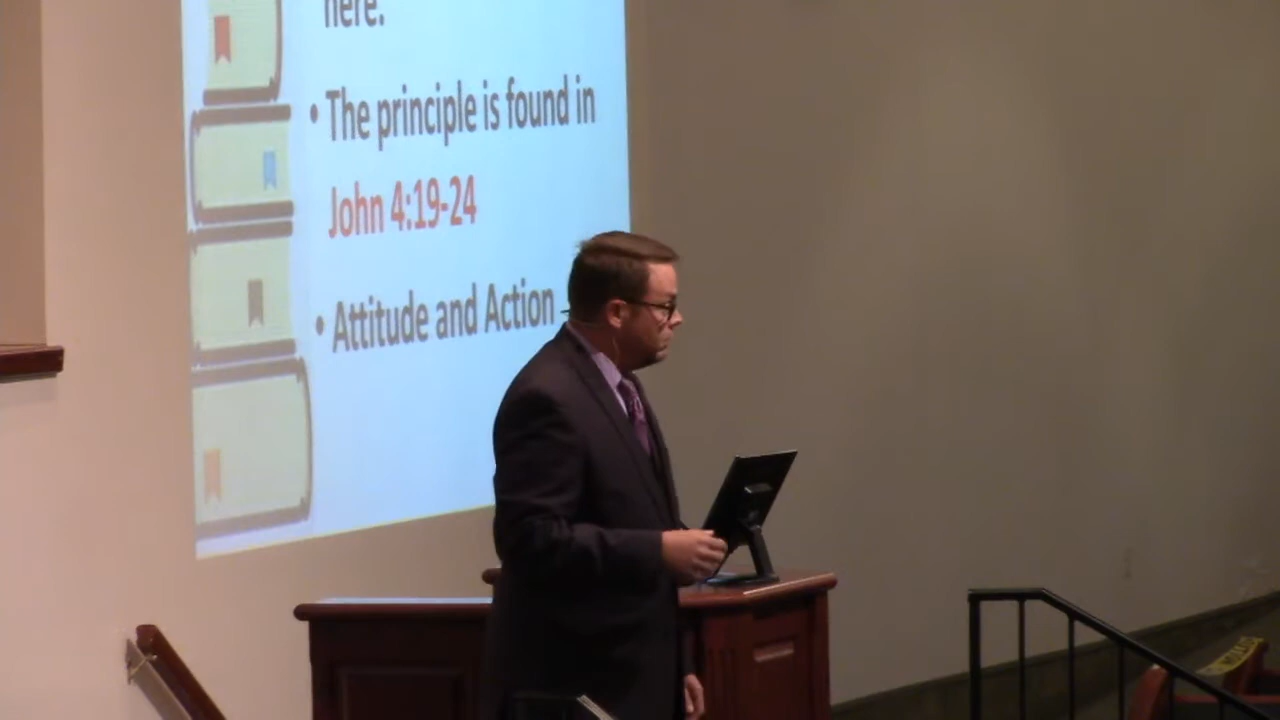 here.
• The principle is found in
John 4:19-24
• Attitude and Action